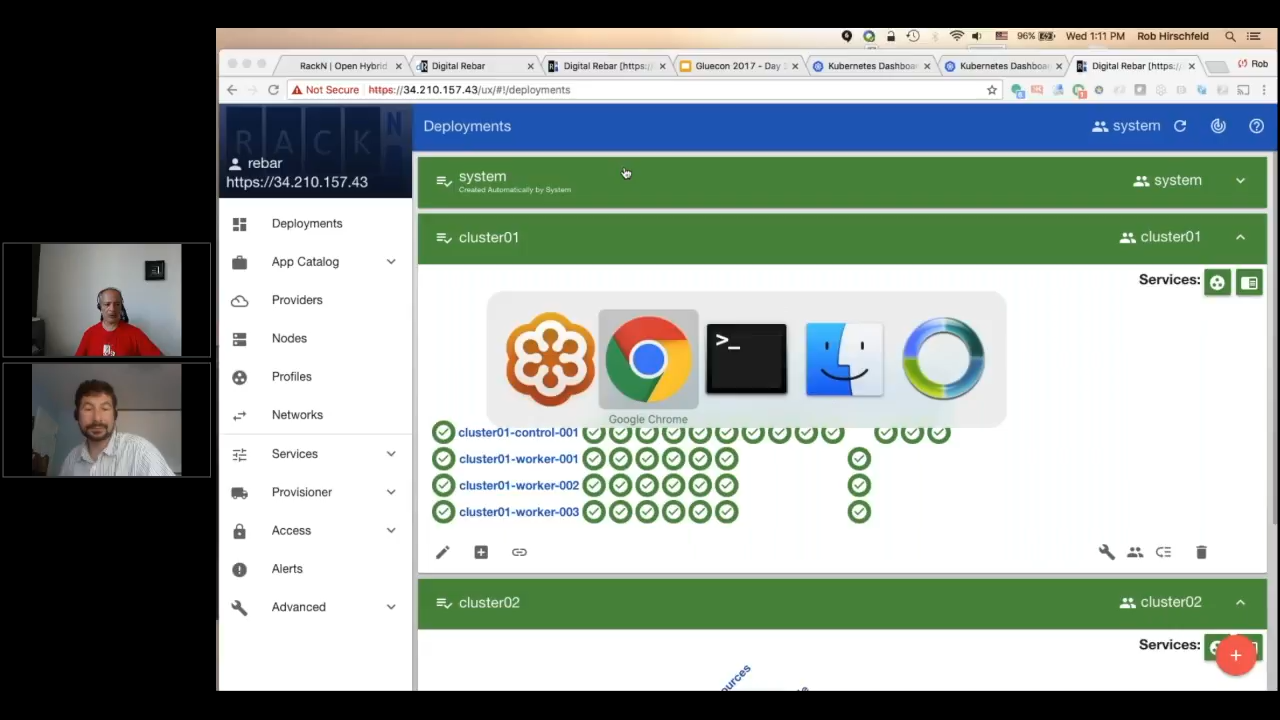 96% Wed 1:11 PM Rob Hirschfeld
RackN | Open Hybrid
Digital Rebar
Digital Rebar [https:/
Gluecon 2017 - Day
Kubernetes Dashboa
Kubernetes Dashboa
Digital Rebar [https:/
Rob
Not Secure https://34.210.157.43/ux/#!/deployments
RACKN
rebar
https://34.210.157.43
Deployments
system
Deployments
App Catalog
Providers
Nodes
Profiles
Networks
Services
Provisioner
Access
Alerts
Advanced
system
Created Automatically by System
system
cluster01
cluster01
Services:
>_
Google Chrome
cluster01-control-001
cluster01-worker-001
cluster01-worker-002
cluster01-worker-003
cluster02
cluster02
Services:
ources